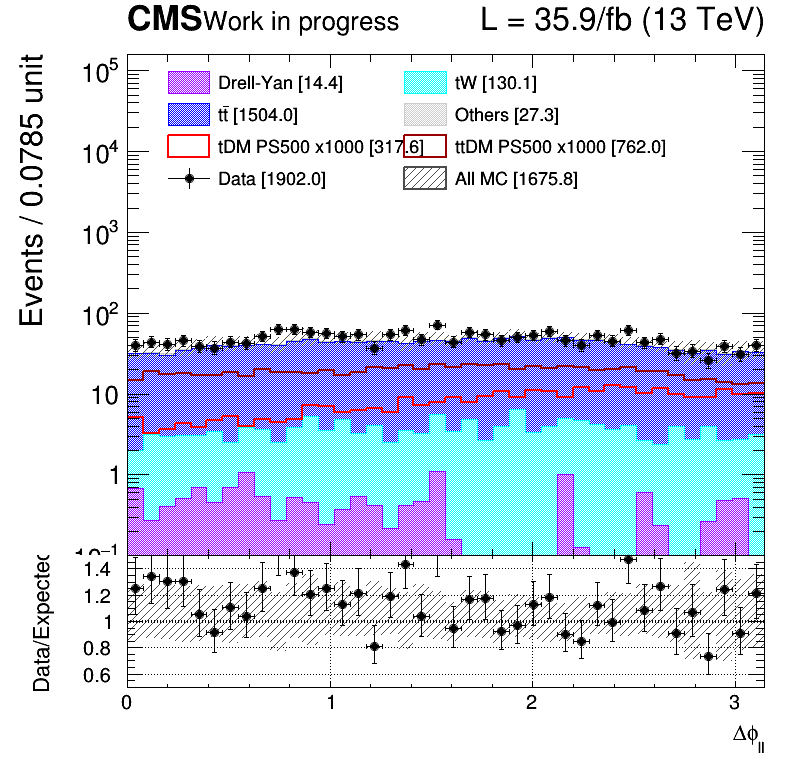 CMS Work in progress L = 35.9/fb (13 TeV)
Events / 0.0785 unit
10⁵
10⁴
10³
10²
10
1
10⁻¹
Drell-Yan [14.4] tW [130.1]
tt̄ [1504.0] Others [27.3]
tDM PS500 x1000 [317.6] ttDM PS500 x1000 [762.0]
Data [1902.0] All MC [1675.8]
Data/Expected
1.4
1.2
1
0.8
0.6
0 1 2 3
Δϕll